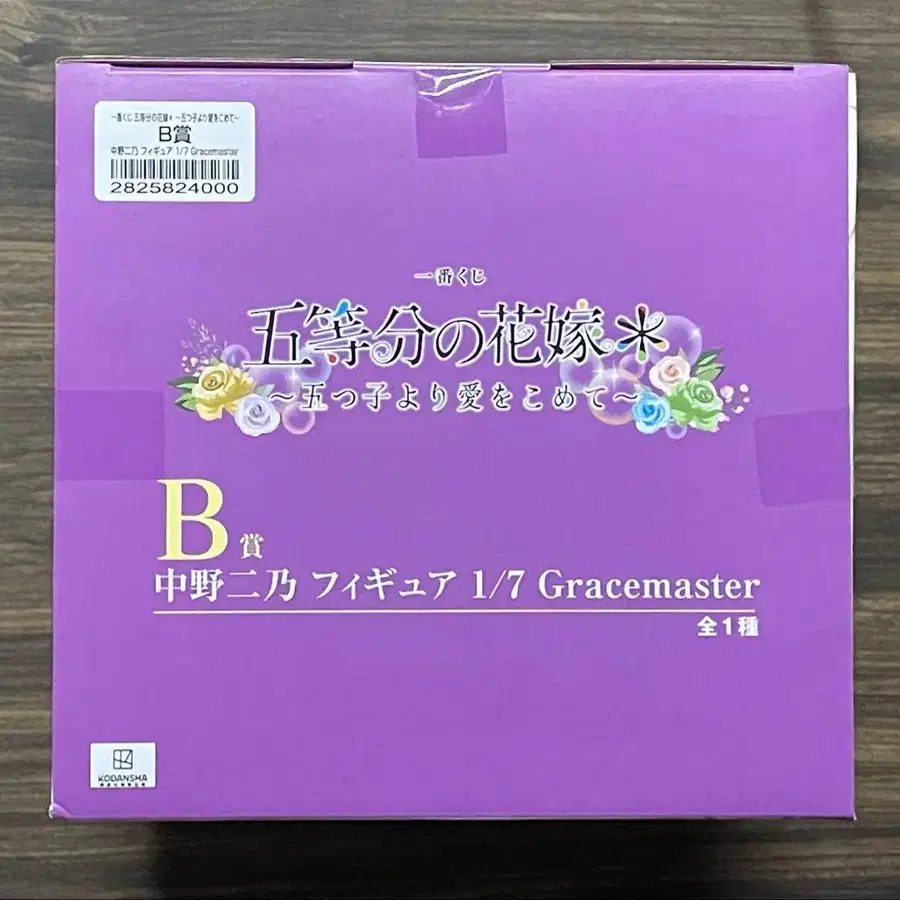 一番くじ 五等分の花嫁＊ ～五つ子より愛をこめて～
B賞
中野二乃 フィギュア 1/7 Gracemaster
2825824000
一番くじ
五等分の花嫁＊
～五つ子より愛をこめて～
B賞
中野二乃 フィギュア 1/7 Gracemaster
全1種
KODANSHA